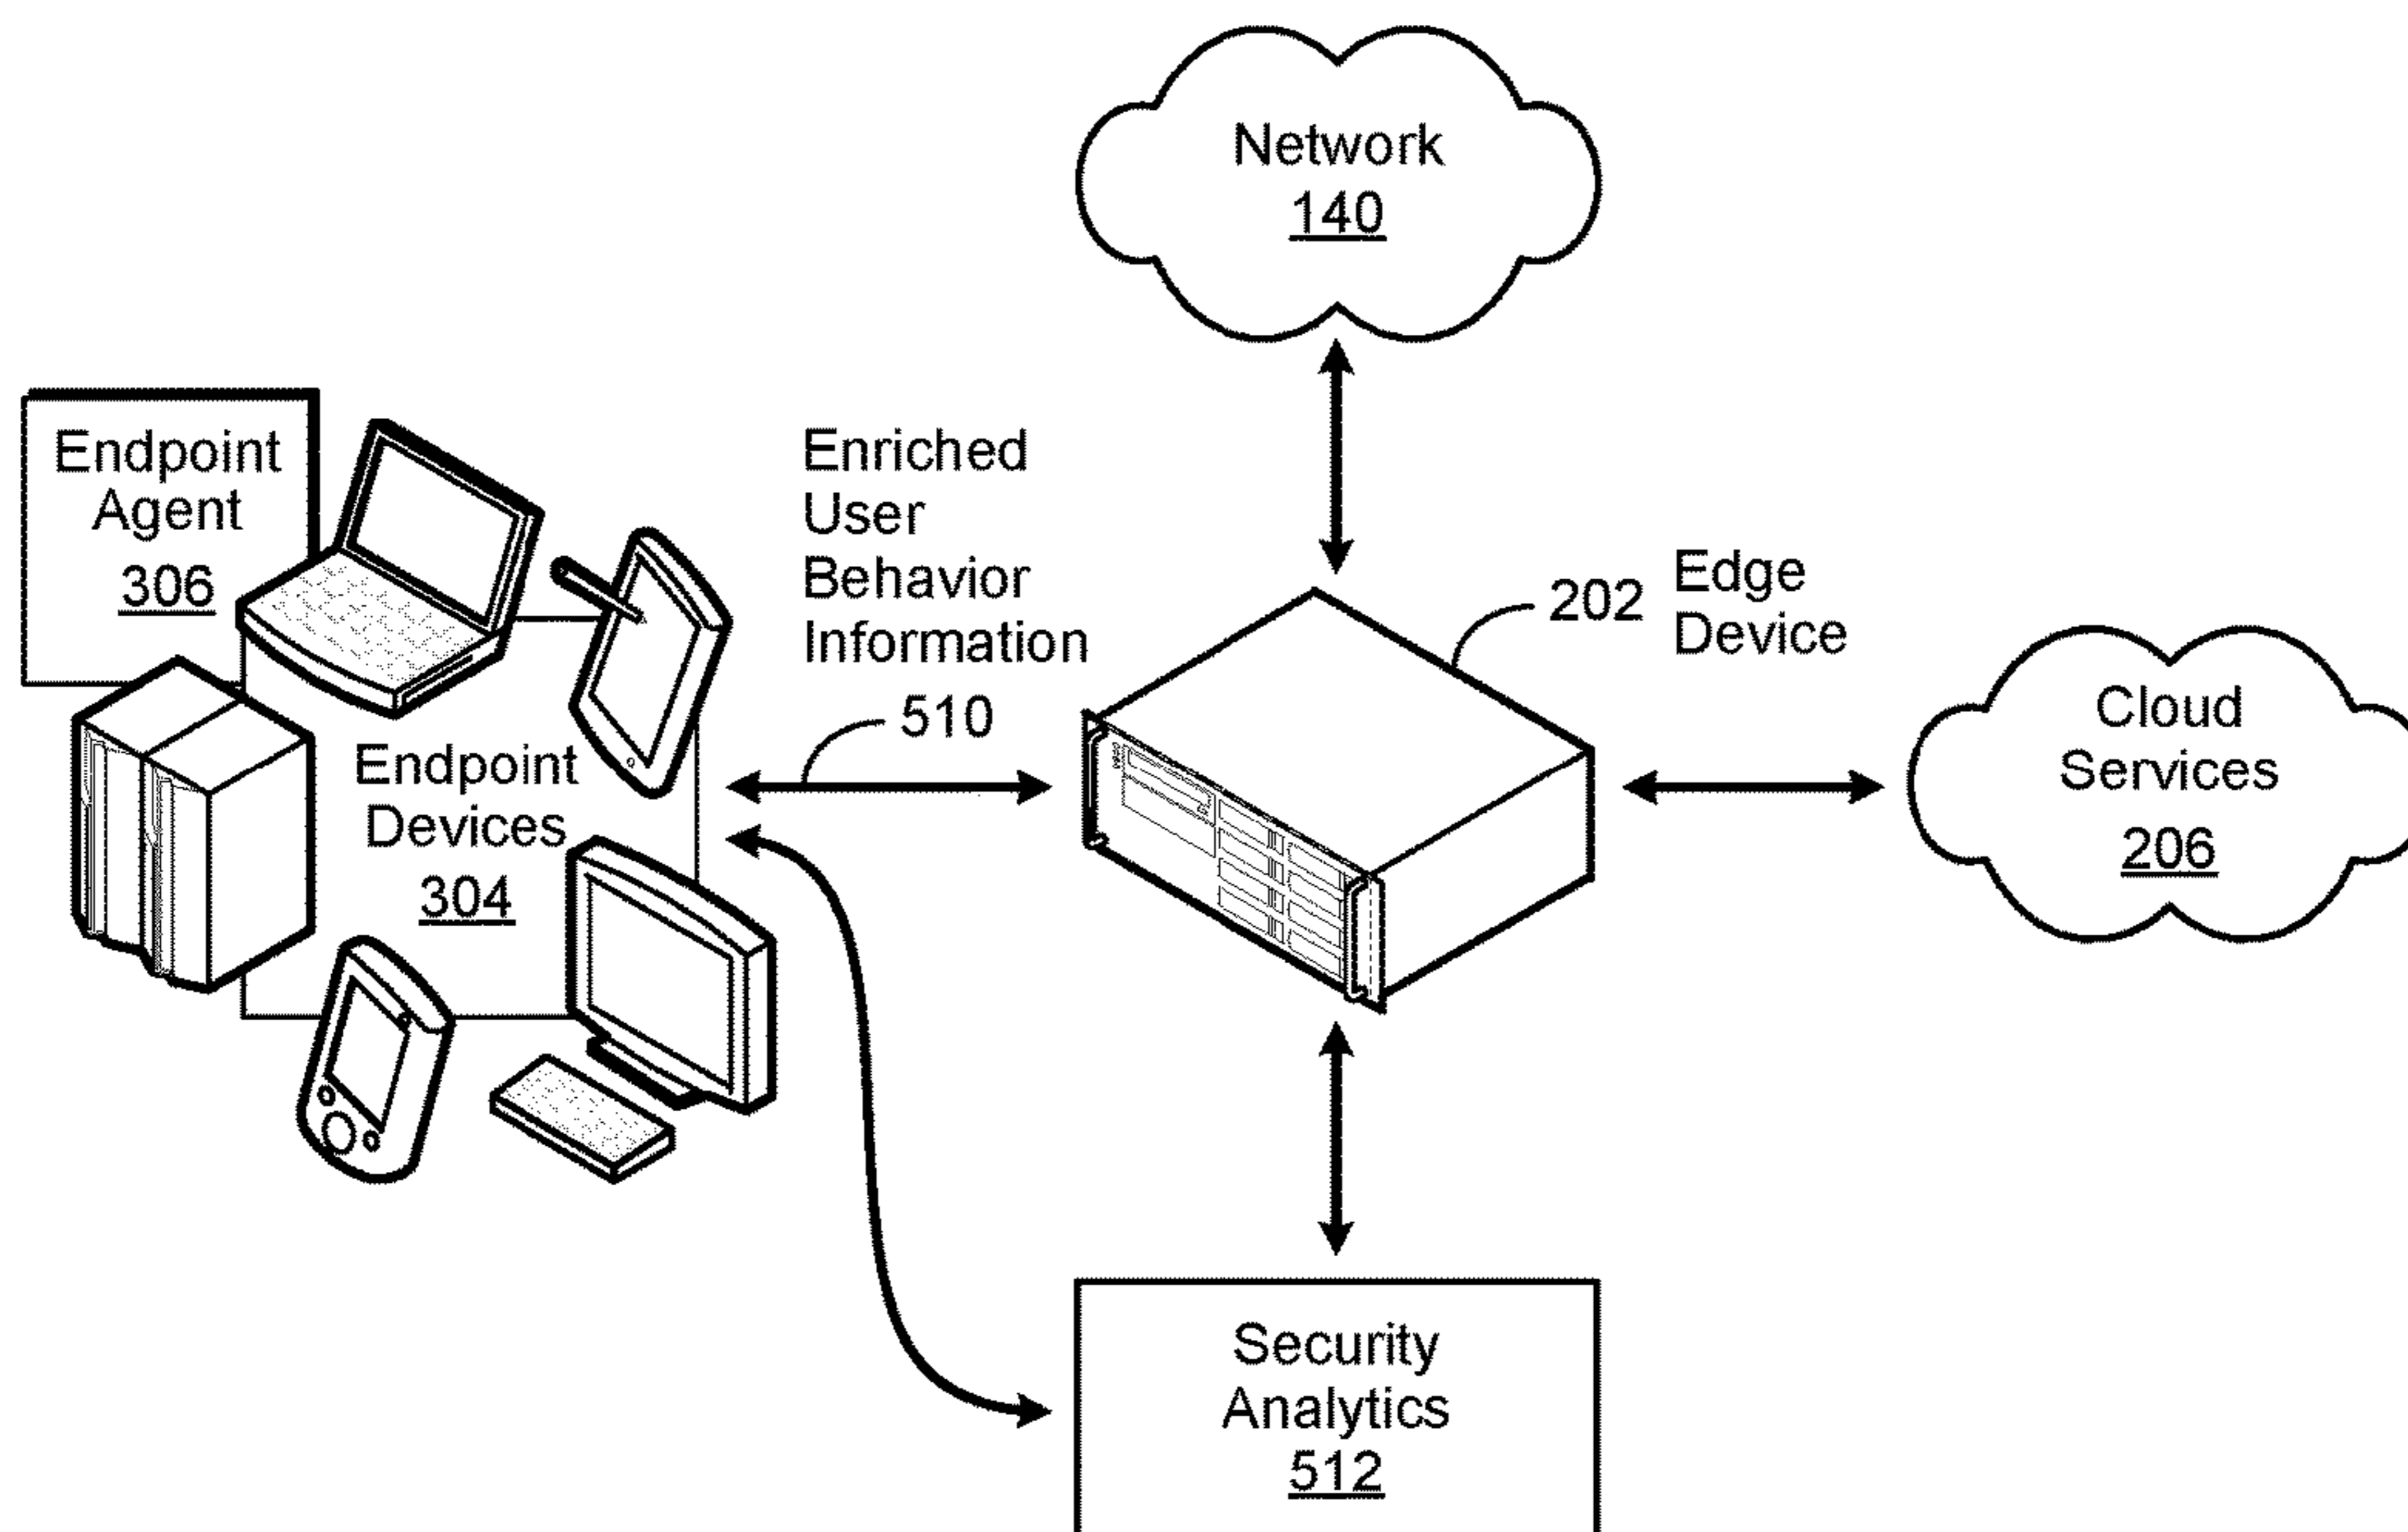 Network
140
Endpoint
Agent
306
Enriched
User
Behavior
Information
510
202
Edge
Device
Cloud
Services
206
Endpoint
Devices
304
Security
Analytics
512